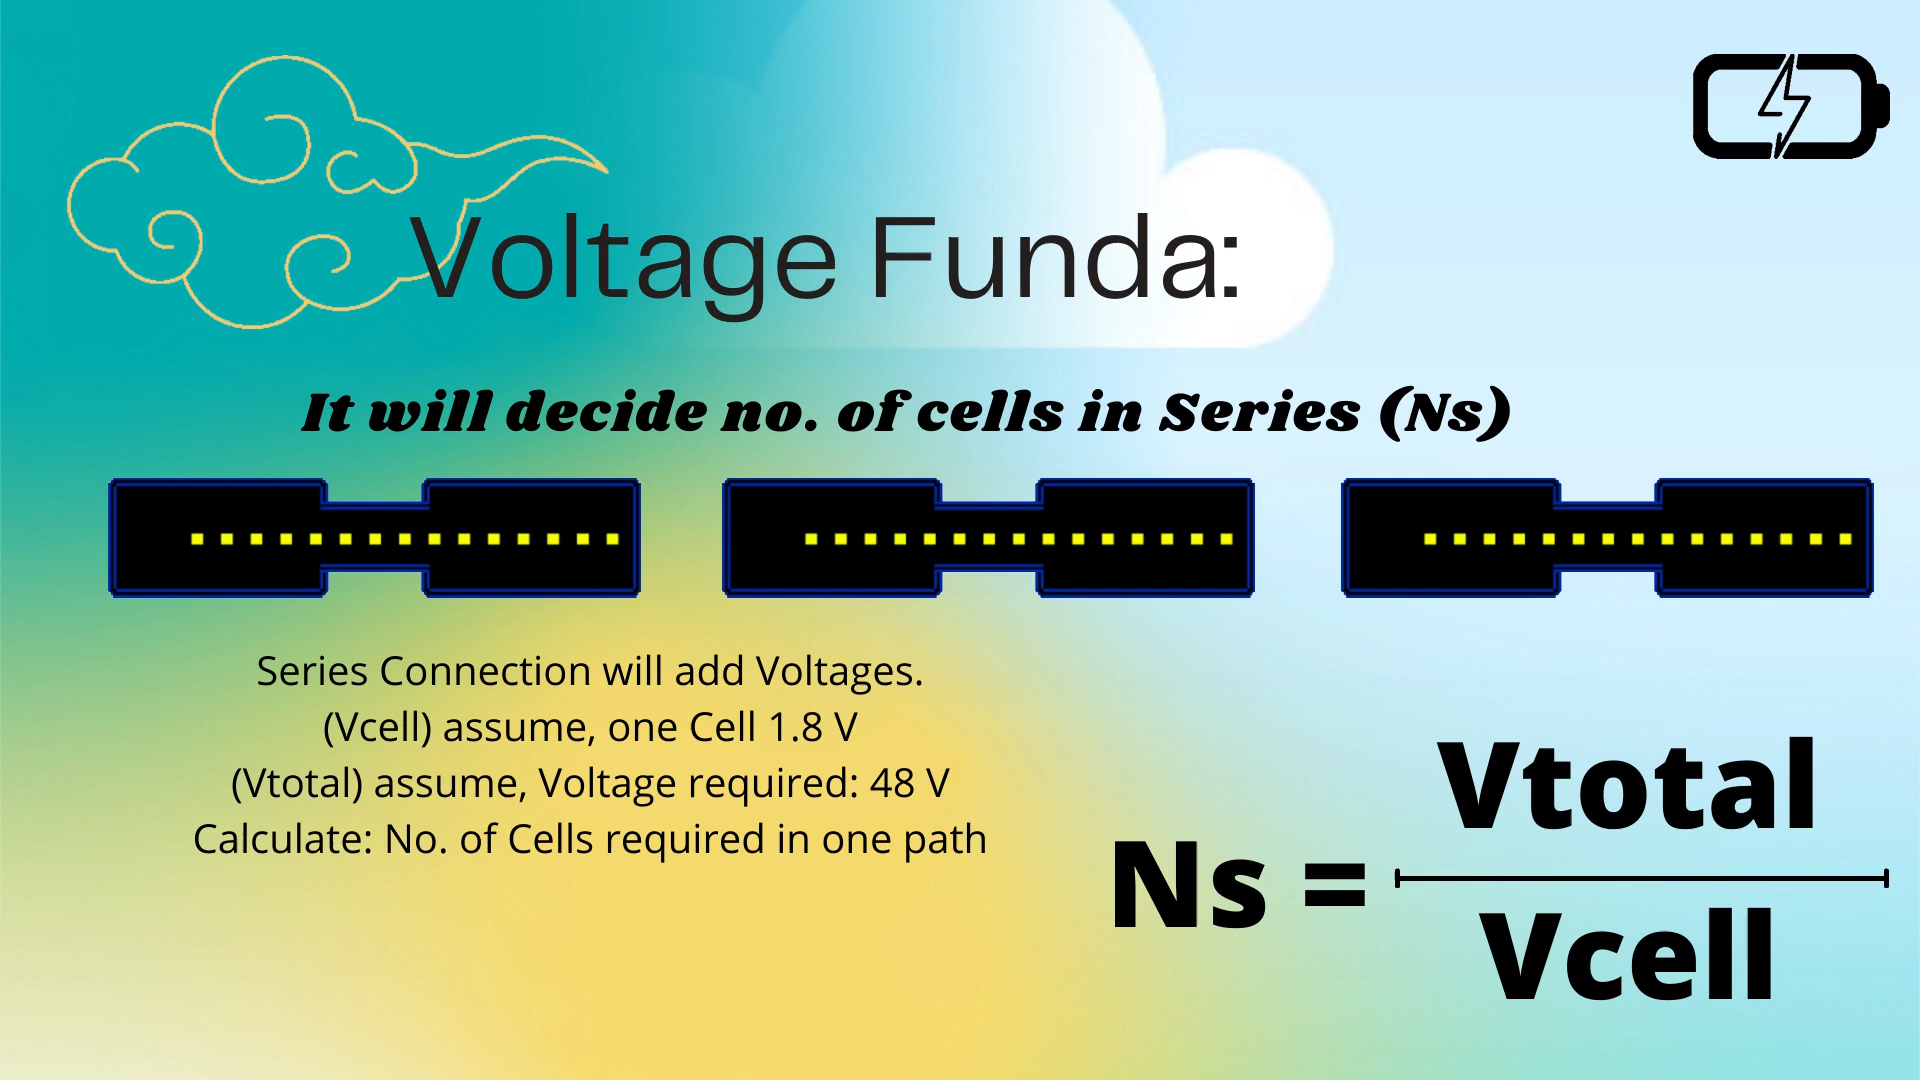 Voltage Funda:
It will decide no. of cells in Series (Ns)
Series Connection will add Voltages.
(Vcell) assume, one Cell 1.8 V
(Vtotal) assume, Voltage required: 48 V
Calculate: No. of Cells required in one path
Vtotal
Ns =
Vcell